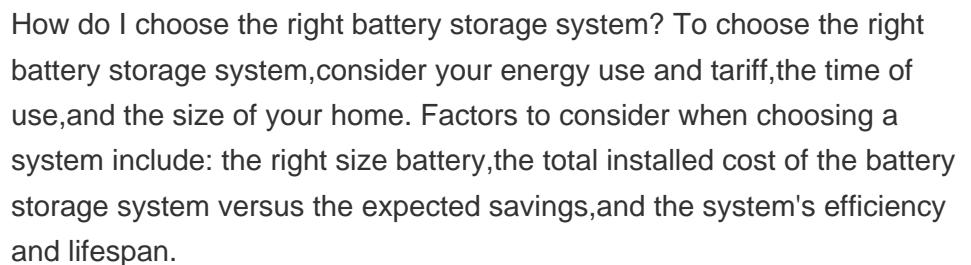 How do I choose the right battery storage system? To choose the right
battery storage system,consider your energy use and tariff,the time of
use,and the size of your home. Factors to consider when choosing a
system include: the right size battery,the total installed cost of the battery
storage system versus the expected savings,and the system's efficiency
and lifespan.